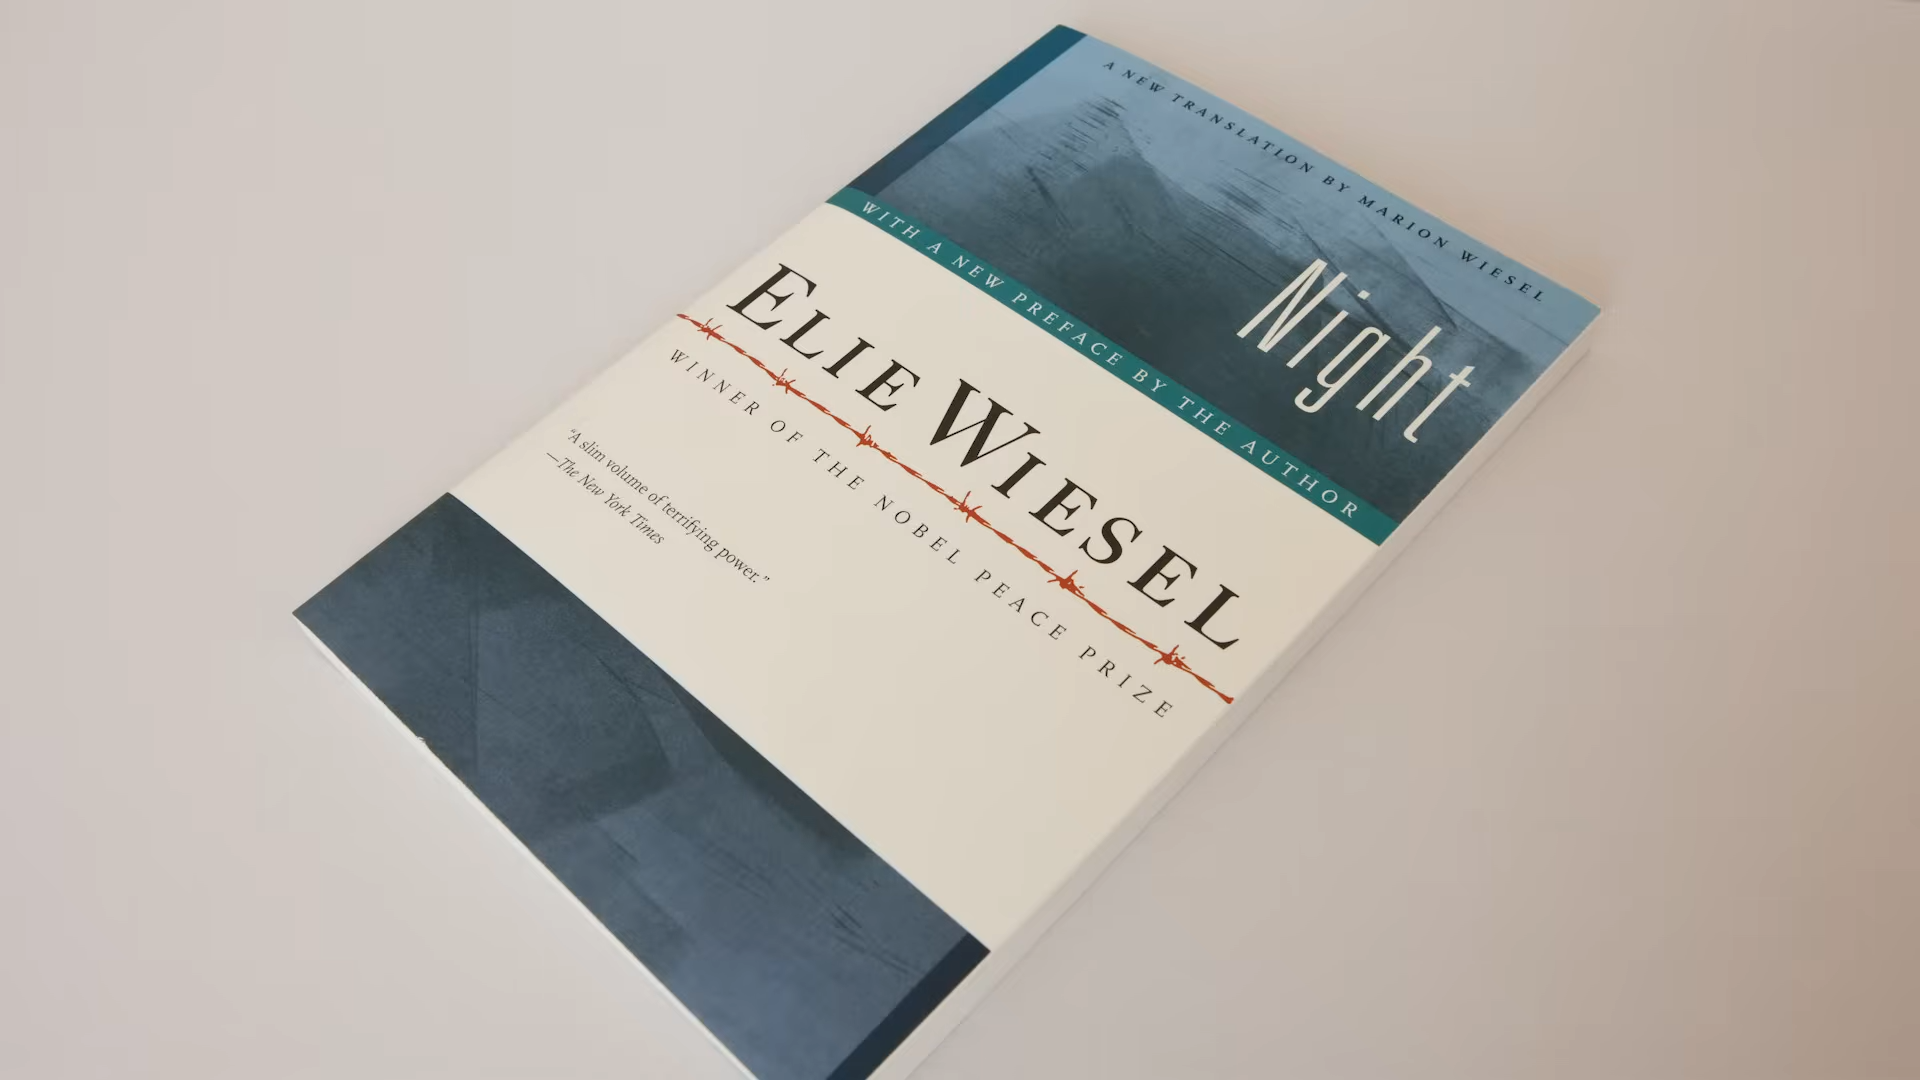 A NEW TRANSLATION BY MARION WIESEL
Night
WITH A NEW PREFACE BY THE AUTHOR
ELIE WIESEL
WINNER OF THE NOBEL PEACE PRIZE
“A slim volume of terrifying power.”
—The New York Times